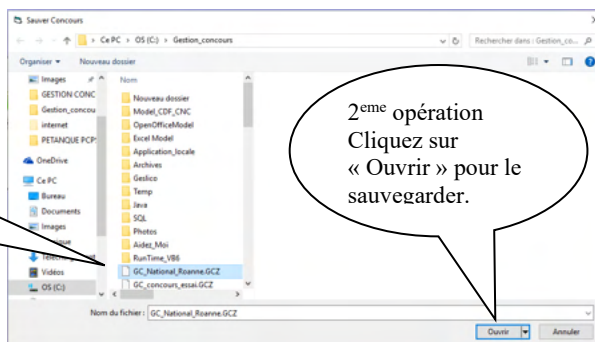 Sauver Concours
Ce PC > OS (C:) > Gestion_concours
Rechercher dans : Gestion_co...
Organiser
Nouveau dossier
Images
GESTION CONC
Gestion_concou
internet
PETANQUE PCP
OneDrive
Ce PC
Bureau
Documents
Images
Vidéos
OS (C:)
Nom
Nouveau dossier
Model_CDF_CNC
OpenOfficeModel
Excel Model
Application_locale
Archives
Geslico
Temp
Java
SQL
Photos
Aidez_Moi
RunTime_VB6
GC_National_Roanne.GCZ
GC_concours_essai.GCZ
2eme opération
Cliquez sur
« Ouvrir » pour le
sauvegarder.
Nom du fichier : GC_National_Roanne.GCZ
Ouvrir
Annuler